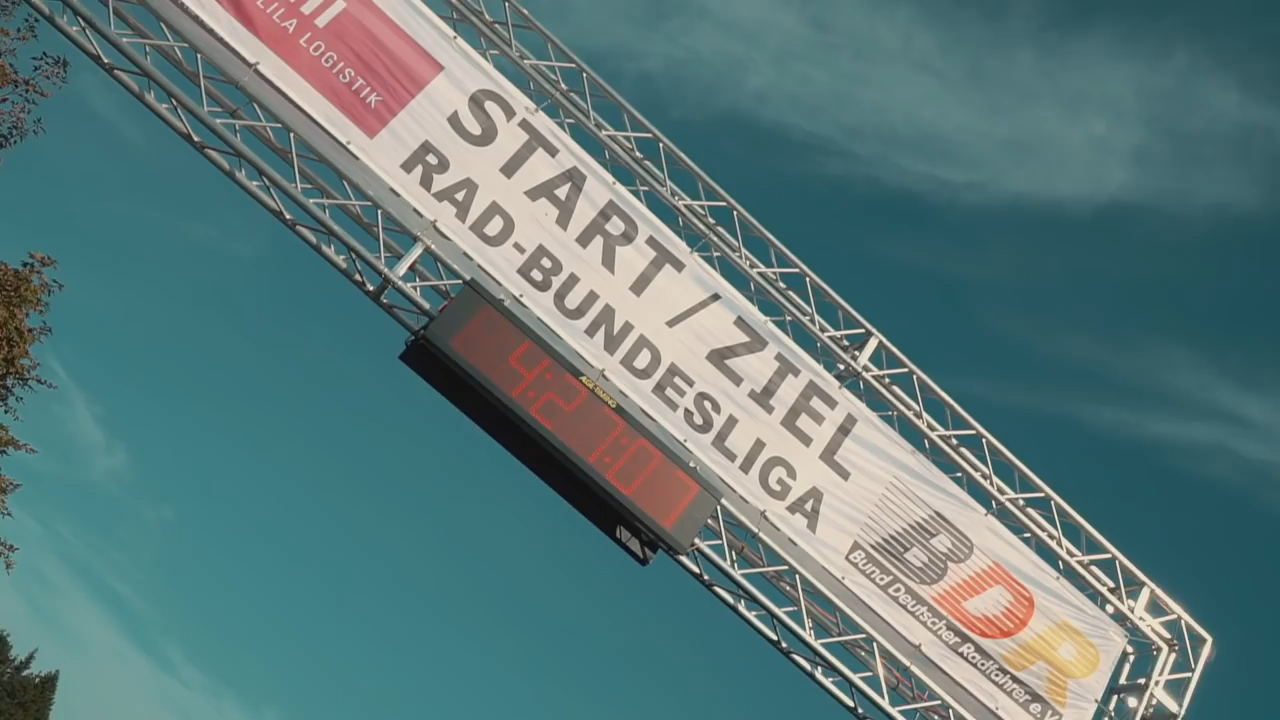 LILA LOGISTIK
START / ZIEL
RAD-BUNDESLIGA
4:27:07
BDR
Bund Deutscher Radfahrer e.V.